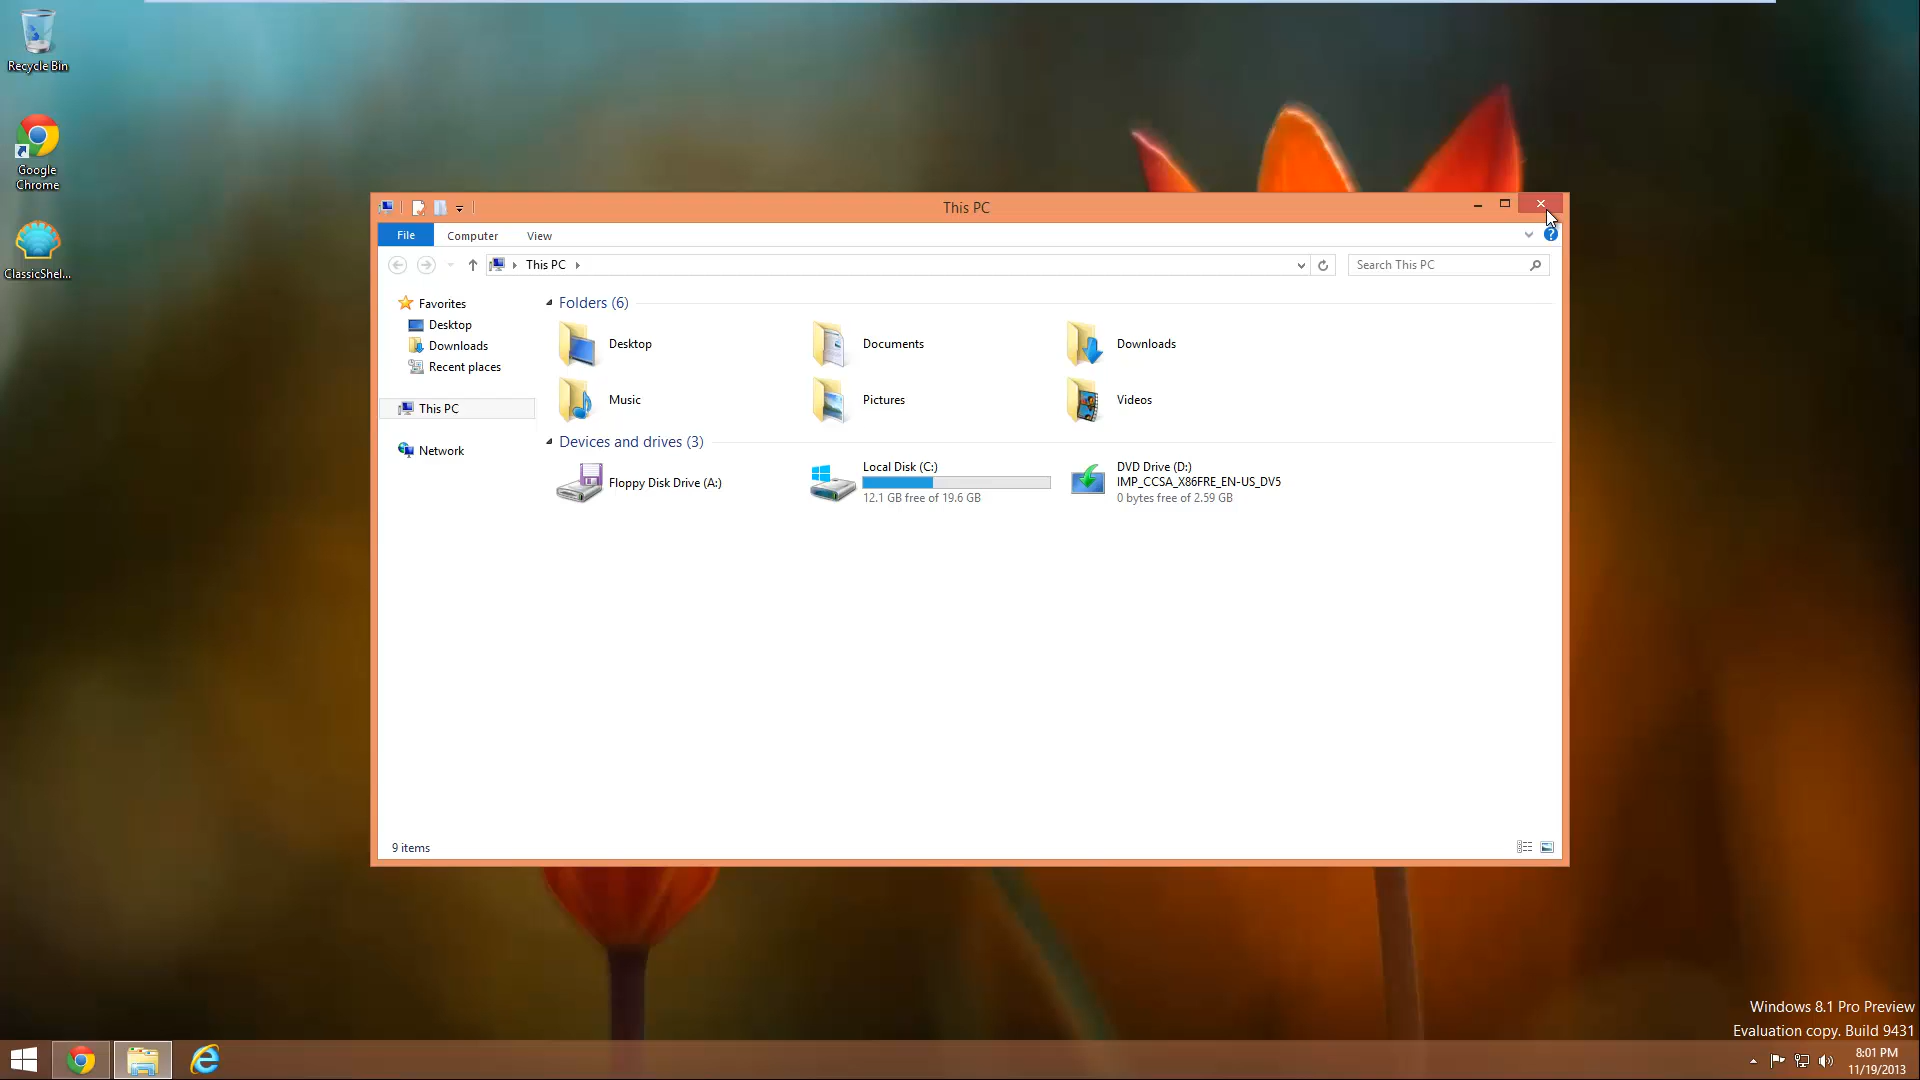 Recycle Bin
Google
Chrome
ClassicShel...
This PC
File
Computer
View
This PC
Search This PC
Favorites
Desktop
Downloads
Recent places
This PC
Network
Folders (6)
Desktop
Documents
Downloads
Music
Pictures
Videos
Devices and drives (3)
Floppy Disk Drive (A:)
Local Disk (C:)
12.1 GB free of 19.6 GB
DVD Drive (D:)
IMP_CCSA_X86FRE_EN-US_DV5
0 bytes free of 2.59 GB
9 items
Windows 8.1 Pro Preview
Evaluation copy. Build 9431
8:01 PM
11/19/2013